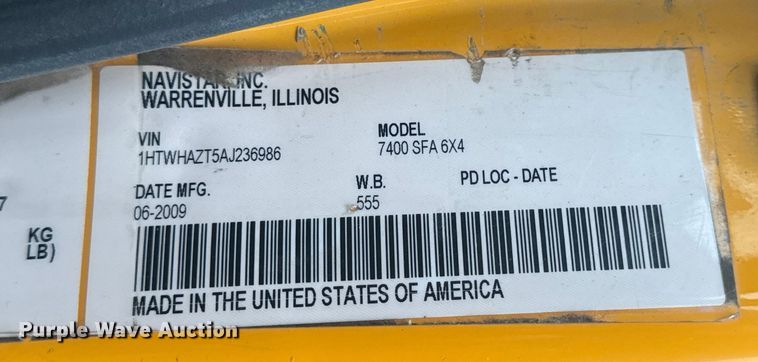 NAVISTAR, INC.
WARRENVILLE, ILLINOIS
VIN
1HTWHAZT5AJ236986
MODEL
7400 SFA 6X4
DATE MFG.
06-2009
W.B.
555
PD LOC - DATE
7
KG
LB)
MADE IN THE UNITED STATES OF AMERICA
Purple Wave Auction